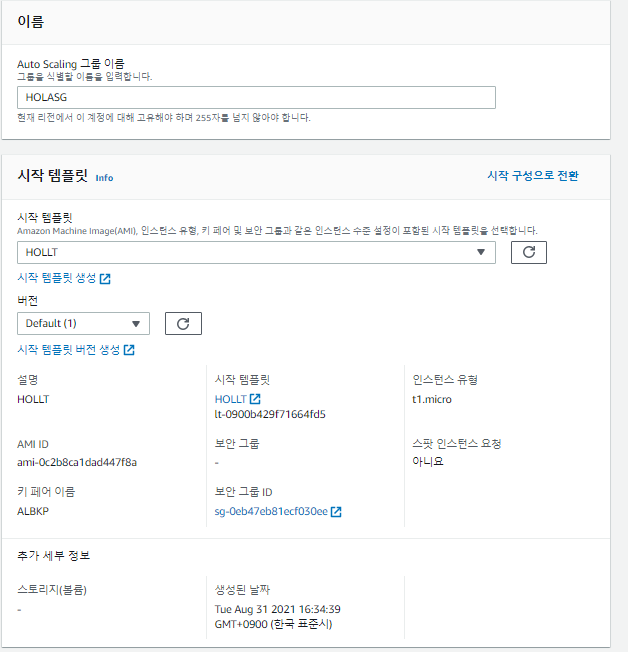 이름
Auto Scaling 그룹 이름
그룹을 식별할 이름을 입력합니다.
HOLASG
현재 리전에서 이 계정에 대해 고유해야 하며 255자를 넘지 않아야 합니다.
시작 템플릿 Info
시작 구성으로 전환
시작 템플릿
Amazon Machine Image(AMI), 인스턴스 유형, 키 페어 및 보안 그룹과 같은 인스턴스 수준 설정이 포함된 시작 템플릿을 선택합니다.
HOLLT
시작 템플릿 생성
버전
Default (1)
시작 템플릿 버전 생성
설명
HOLLT
시작 템플릿
HOLLT
lt-0900b429f71664fd5
인스턴스 유형
t1.micro
AMI ID
ami-0c2b8ca1dad447f8a
보안 그룹
-
스팟 인스턴스 요청
아니요
키 페어 이름
ALBKP
보안 그룹 ID
sg-0eb47eb81ecf030ee
추가 세부 정보
스토리지(볼륨)
-
생성된 날짜
Tue Aug 31 2021 16:34:39
GMT+0900 (한국 표준시)